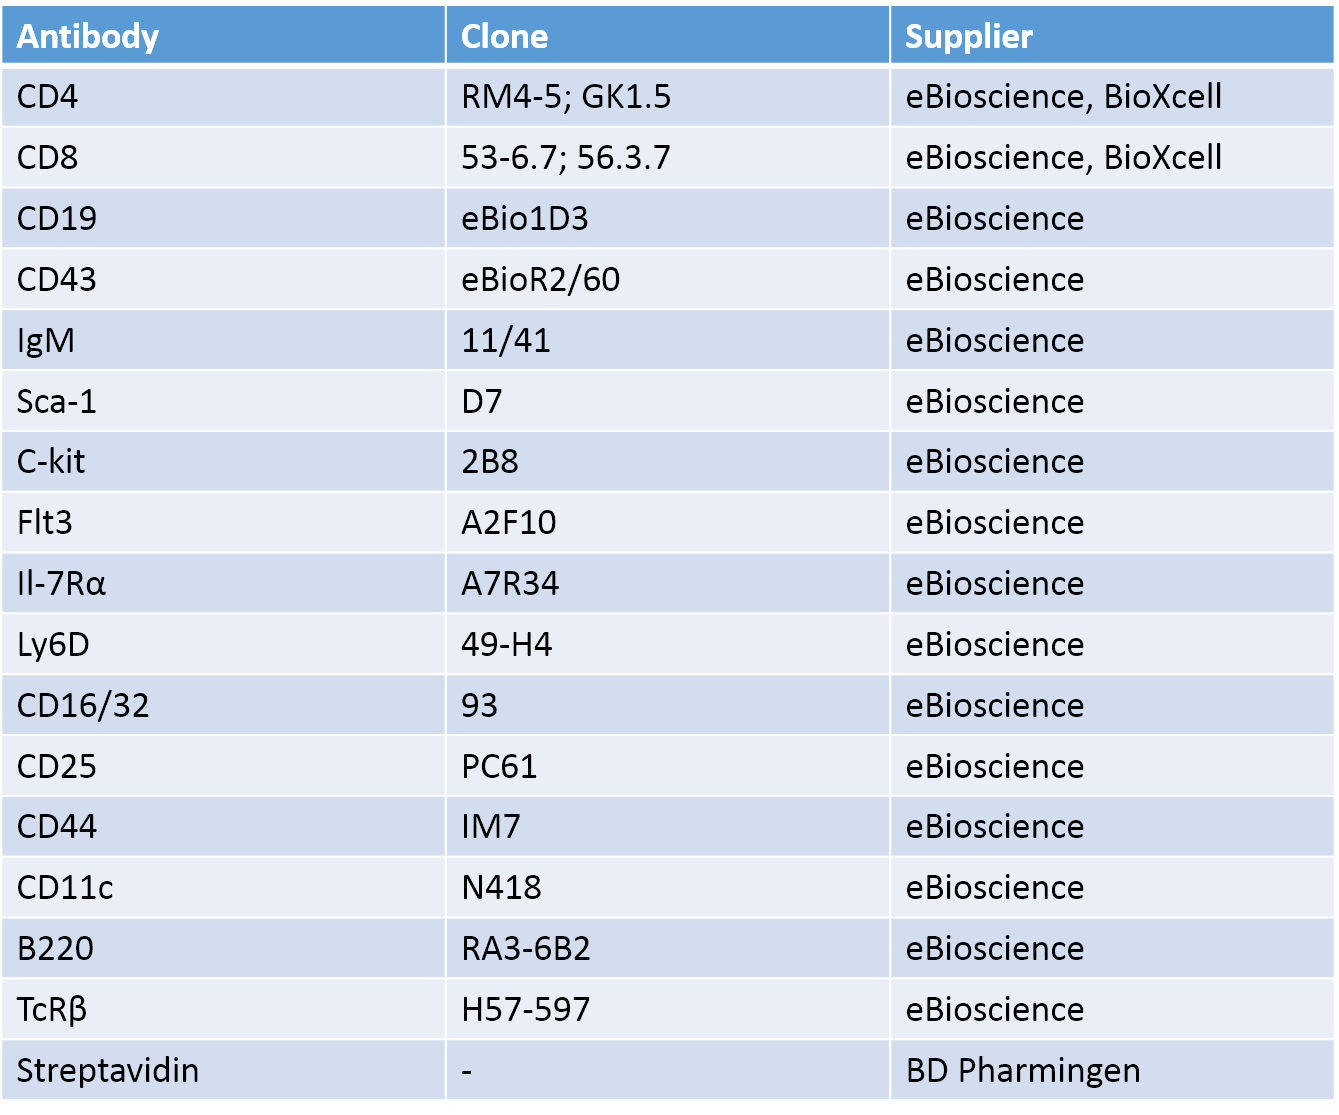 Antibody Clone Supplier
CD4 RM4-5; GK1.5 eBioscience, BioXcell
CD8 53-6.7; 56.3.7 eBioscience, BioXcell
CD19 eBio1D3 eBioscience
CD43 eBioR2/60 eBioscience
IgM 11/41 eBioscience
Sca-1 D7 eBioscience
C-kit 2B8 eBioscience
Flt3 A2F10 eBioscience
Il-7Rα A7R34 eBioscience
Ly6D 49-H4 eBioscience
CD16/32 93 eBioscience
CD25 PC61 eBioscience
CD44 IM7 eBioscience
CD11c N418 eBioscience
B220 RA3-6B2 eBioscience
TcRβ H57-597 eBioscience
Streptavidin - BD Pharmingen